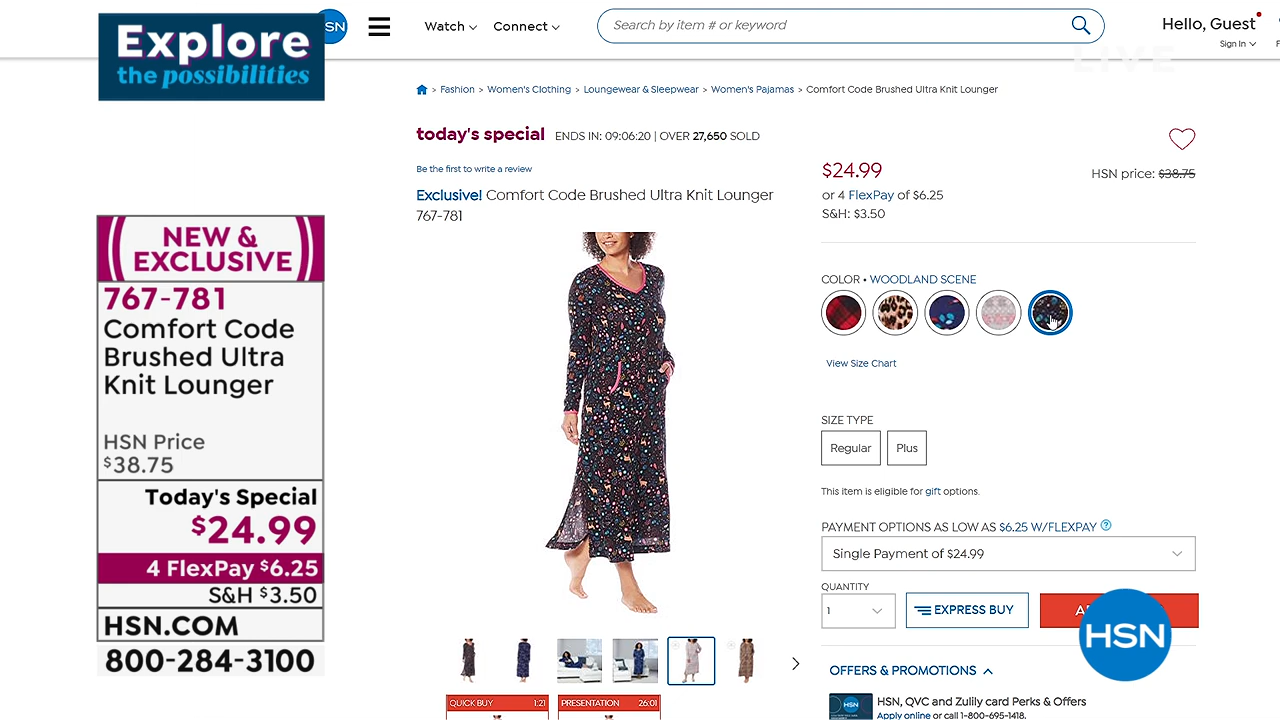 Explore
the possibilities
HSN
Watch
Connect
Search by item # or keyword
Hello, Guest
Sign In
LIVE
> Fashion > Women's Clothing > Loungewear & Sleepwear > Women's Pajamas > Comfort Code Brushed Ultra Knit Lounger
today's special ENDS IN: 09:06:20 | OVER 27,650 SOLD
Be the first to write a review
Exclusive! Comfort Code Brushed Ultra Knit Lounger
767-781
$24.99
HSN price: $38.75
or 4 FlexPay of $6.25
S&H: $3.50
COLOR • WOODLAND SCENE
View Size Chart
SIZE TYPE
Regular
Plus
This item is eligible for gift options.
PAYMENT OPTIONS AS LOW AS $6.25 W/FLEXPAY ?
Single Payment of $24.99
QUANTITY
1
EXPRESS BUY
HSN
OFFERS & PROMOTIONS
HSN
HSN, QVC and Zulily card Perks & Offers
Apply online or call 1-800-695-1418.
QUICK BUY 1:21
PRESENTATION 26:01
NEW &
EXCLUSIVE
767-781
Comfort Code
Brushed Ultra
Knit Lounger
HSN Price
$38.75
Today's Special
$24.99
4 FlexPay $6.25
S&H $3.50
HSN.COM
800-284-3100